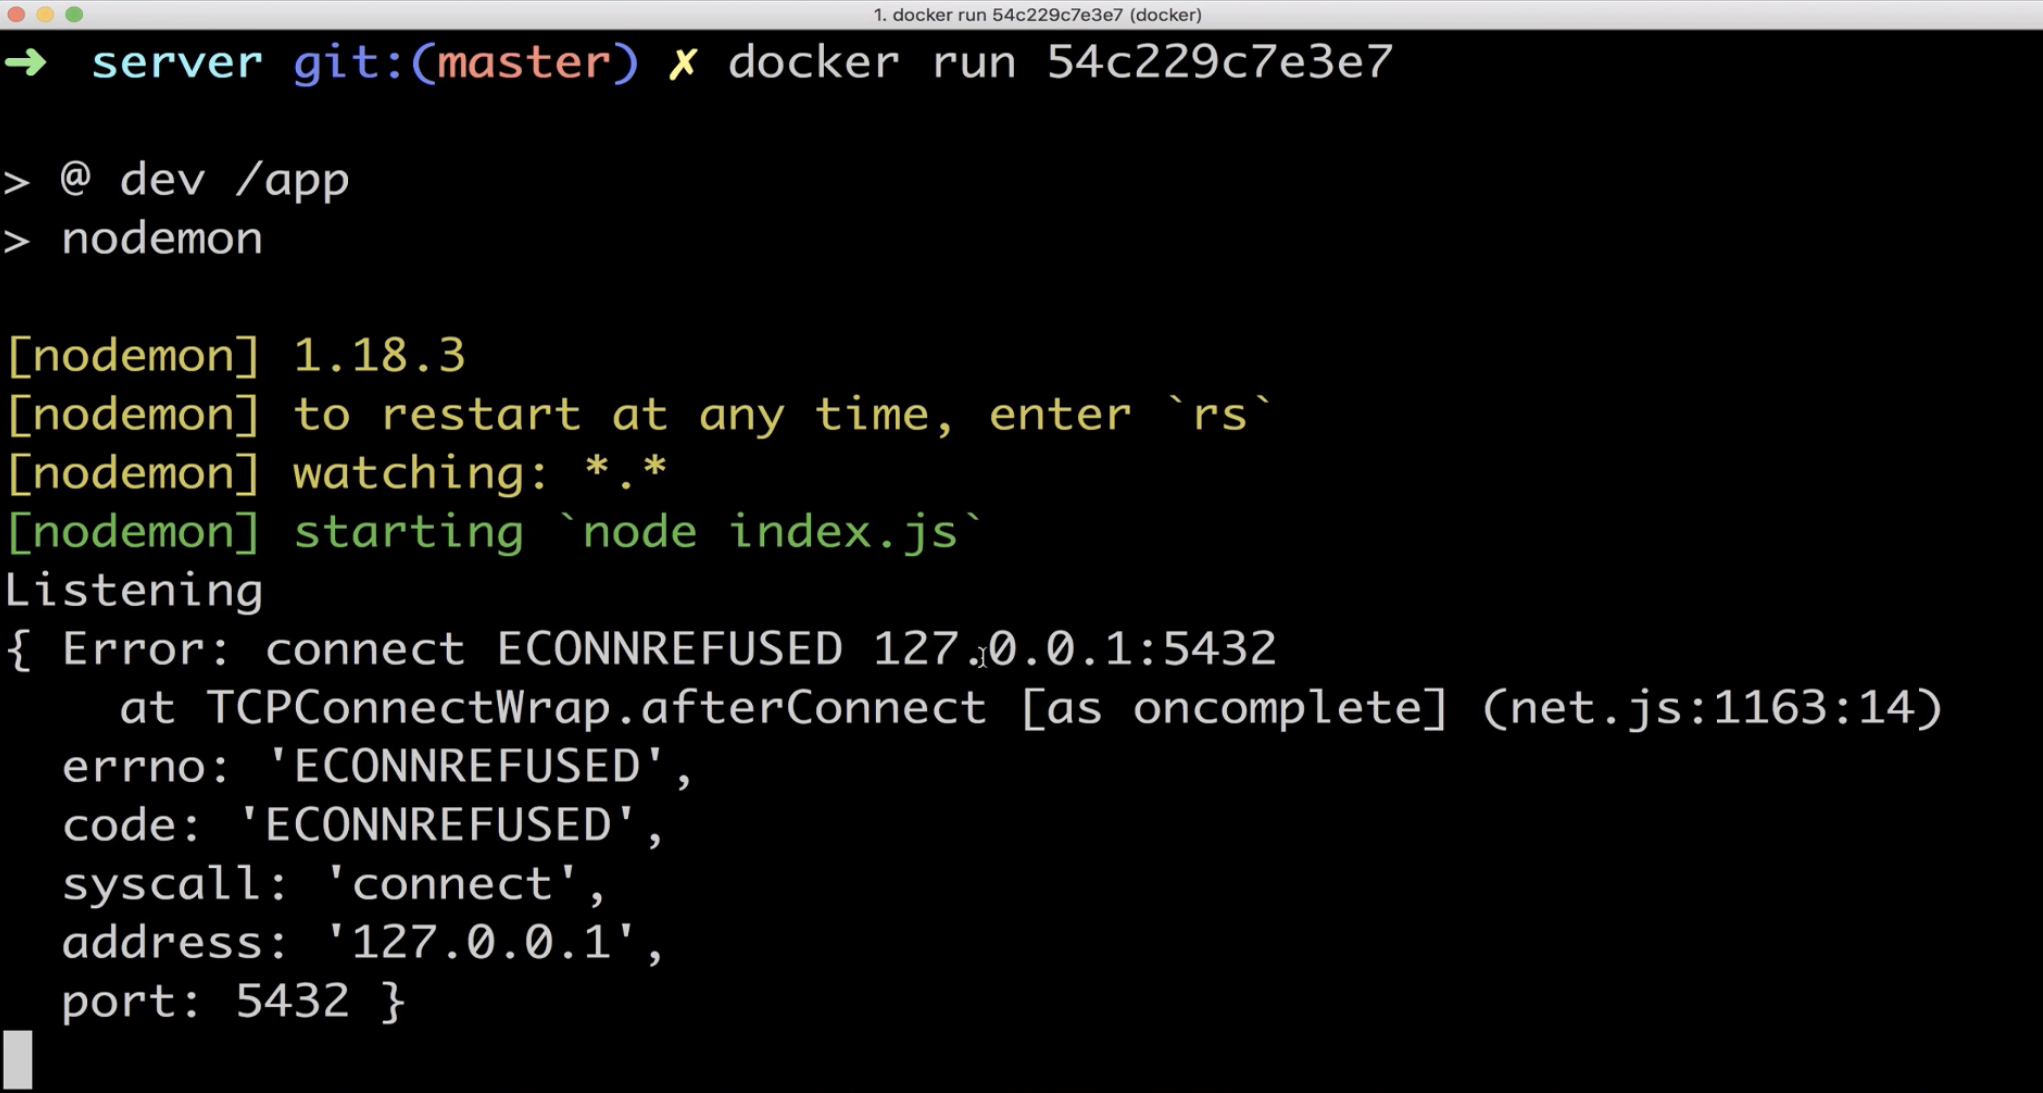 1. docker run 54c229c7e3e7 (docker)
➜ server git:(master) ✗ docker run 54c229c7e3e7
> @ dev /app
> nodemon
[nodemon] 1.18.3
[nodemon] to restart at any time, enter `rs`
[nodemon] watching: *.*
[nodemon] starting `node index.js`
Listening
{ Error: connect ECONNREFUSED 127.0.0.1:5432
at TCPConnectWrap.afterConnect [as oncomplete] (net.js:1163:14)
errno: 'ECONNREFUSED',
code: 'ECONNREFUSED',
syscall: 'connect',
address: '127.0.0.1',
port: 5432 }